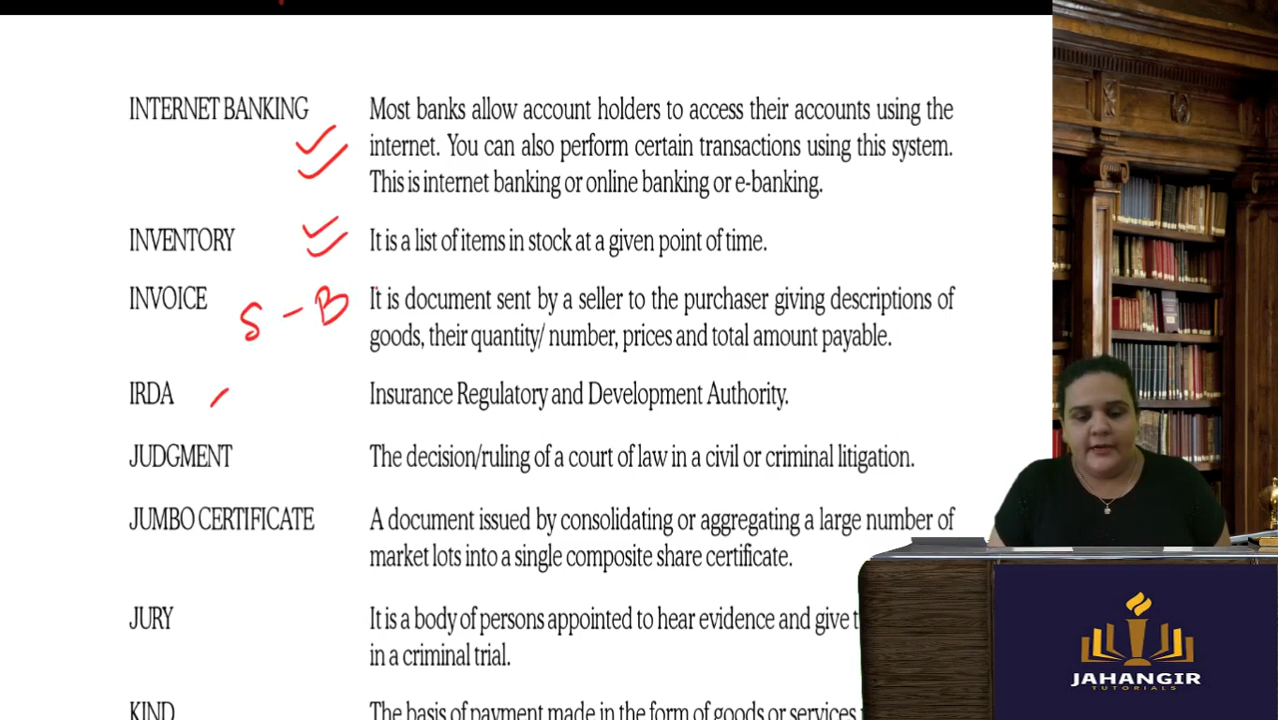 INTERNET BANKING Most banks allow account holders to access their accounts using the
internet. You can also perform certain transactions using this system.
This is internet banking or online banking or e-banking.
INVENTORY It is a list of items in stock at a given point of time.
INVOICE It is document sent by a seller to the purchaser giving descriptions of
S - B
goods, their quantity/ number, prices and total amount payable.
IRDA Insurance Regulatory and Development Authority.
JUDGMENT The decision/ruling of a court of law in a civil or criminal litigation.
JUMBO CERTIFICATE A document issued by consolidating or aggregating a large number of
market lots into a single composite share certificate.
JURY It is a body of persons appointed to hear evidence and give
in a criminal trial.
KIND The basis of payment made in the form of goods or services
JAHANGIR
TUTORIALS